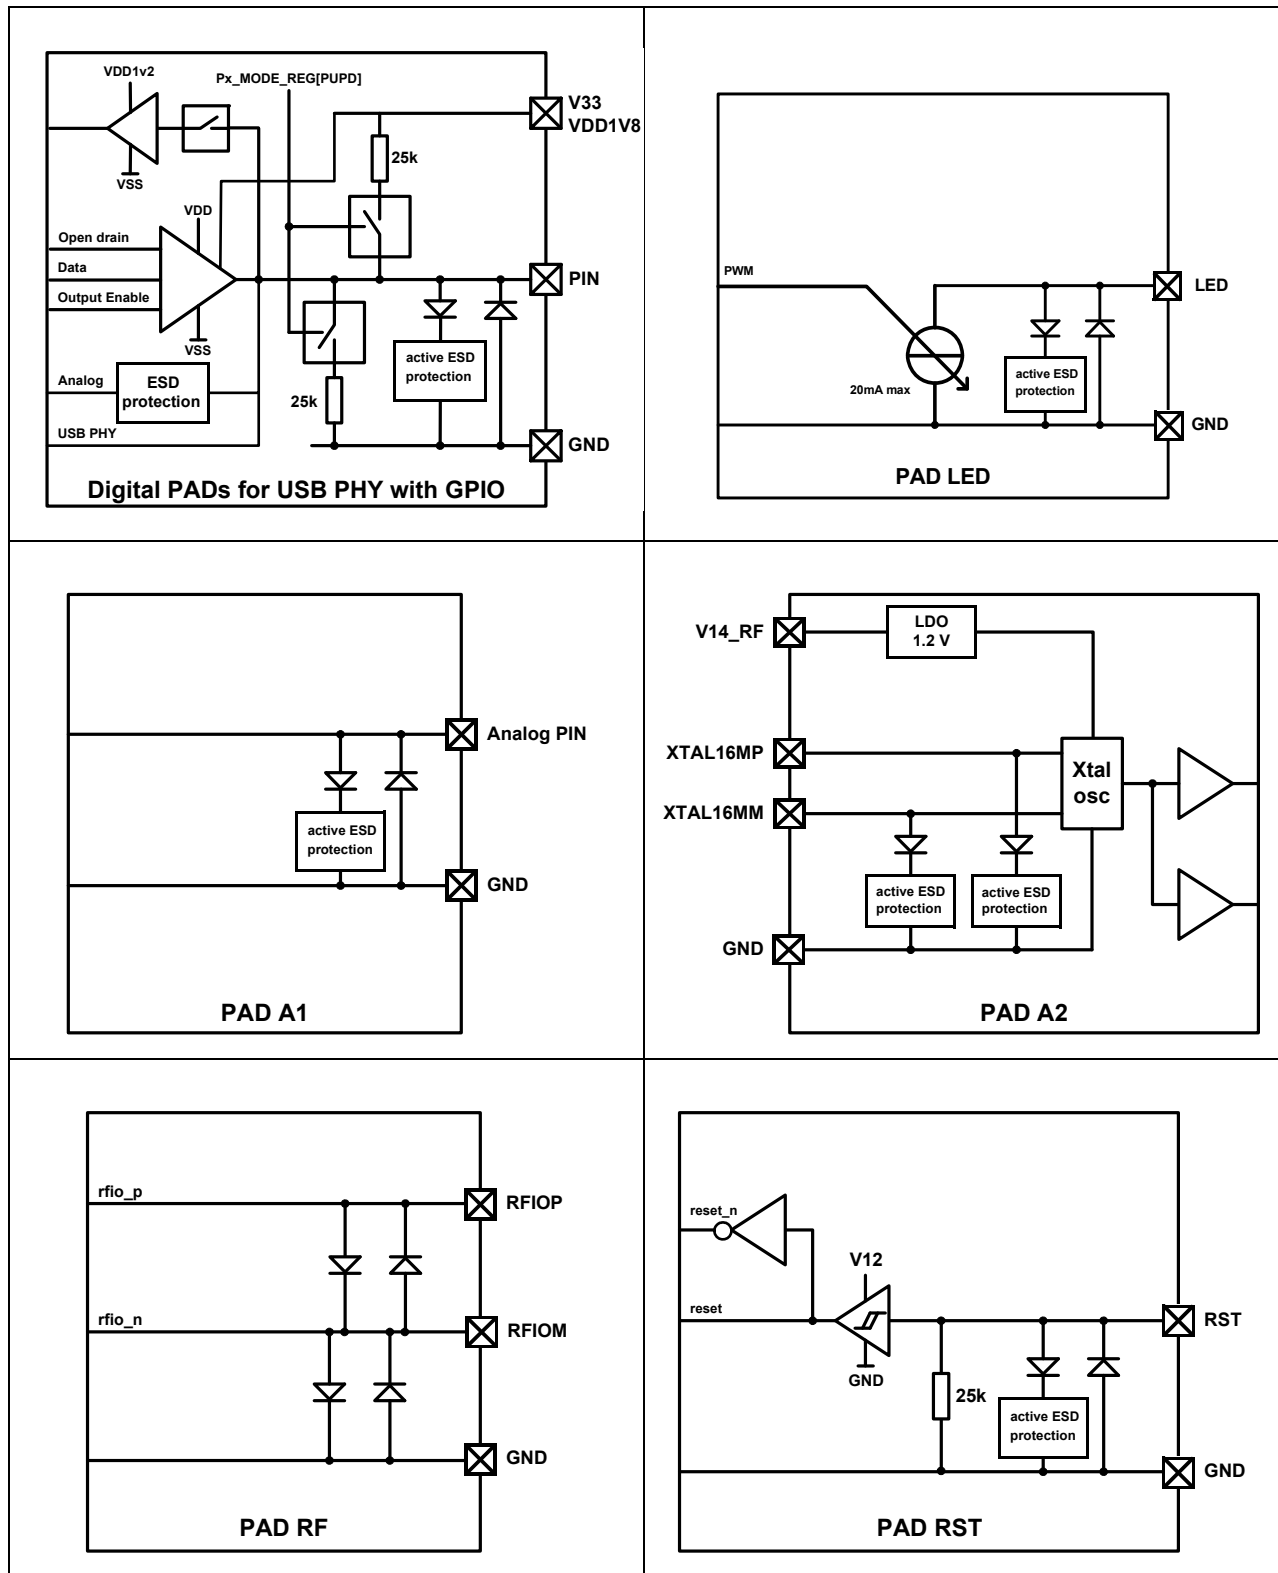 VDD1v2
Px_MODE_REG[PUPD]
V33
VDD1V8
25k
VSS
VDD
Open drain
Data
PIN
Output Enable
VSS
active ESD
protection
Analog
ESD
protection
25k
USB PHY
GND
Digital PADs for USB PHY with GPIO
PWM
LED
20mA max
active ESD
protection
GND
PAD LED
Analog PIN
active ESD
protection
GND
PAD A1
V14_RF
LDO
1.2 V
XTAL16MP
Xtal
osc
XTAL16MM
active ESD
protection
active ESD
protection
GND
PAD A2
rfio_p
RFIOP
rfio_n
RFIOM
GND
PAD RF
reset_n
V12
reset
RST
GND
25k
active ESD
protection
GND
PAD RST